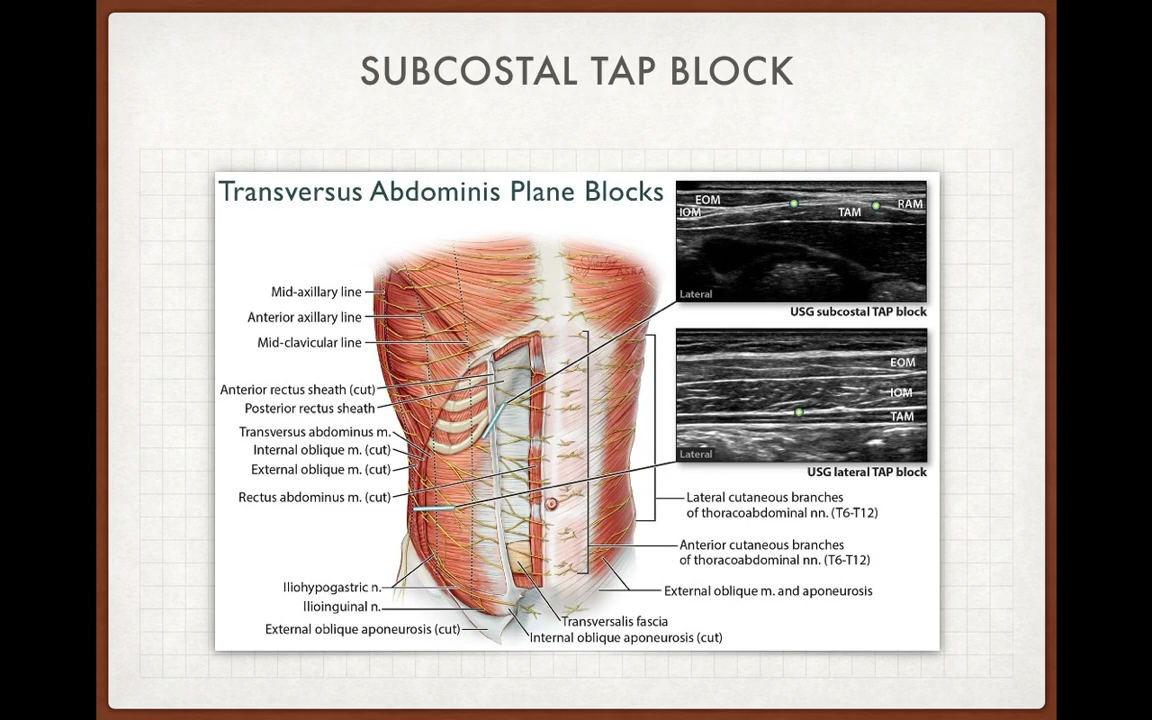 SUBCOSTAL TAP BLOCK
Transversus Abdominis Plane Blocks
EOM
IOM
TAM
RAM
Lateral
USG subcostal TAP block
EOM
IOM
TAM
Lateral
USG lateral TAP block
Mid-axillary line
Anterior axillary line
Mid-clavicular line
Anterior rectus sheath (cut)
Posterior rectus sheath
Transversus abdominus m.
Internal oblique m. (cut)
External oblique m. (cut)
Rectus abdominus m. (cut)
Lateral cutaneous branches
of thoracoabdominal nn. (T6-T12)
Anterior cutaneous branches
of thoracoabdominal nn. (T6-T12)
Iliohypogastric n.
Ilioinguinal n.
External oblique aponeurosis (cut)
External oblique m. and aponeurosis
Transversalis fascia
Internal oblique aponeurosis (cut)